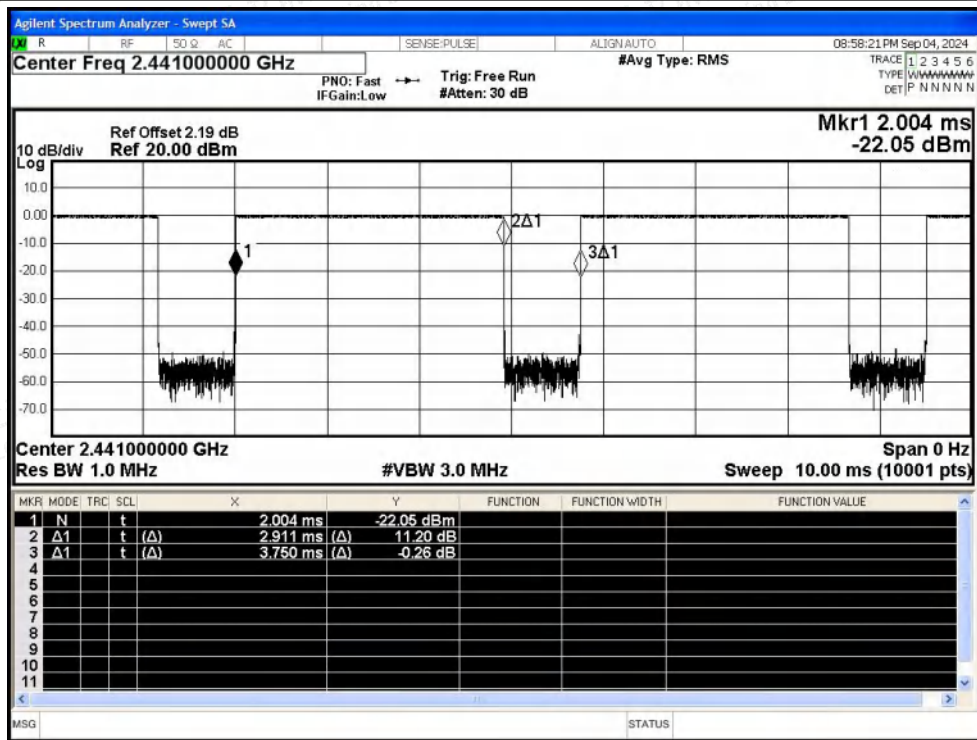 Agilent Spectrum Analyzer - Swept SA
LXI R RF 50 Ω AC SENSE:PULSE ALIGNAUTO 08:58:21 PM Sep 04, 2024
Center Freq 2.441000000 GHz #Avg Type: RMS TRACE 1 2 3 4 5 6
PNO: Fast Trig: Free Run TYPE WWWWWW
IFGain:Low #Atten: 30 dB DET P N N N N N
Mkr1 2.004 ms
Ref Offset 2.19 dB
10 dB/div Ref 20.00 dBm -22.05 dBm
Log
10.0
0.00
2Δ1
-10.0
1
3Δ1
-20.0
-30.0
-40.0
-50.0
-60.0
-70.0
Center 2.441000000 GHz Span 0 Hz
Res BW 1.0 MHz #VBW 3.0 MHz Sweep 10.00 ms (10001 pts)
MKR MODE TRC SCL X Y FUNCTION FUNCTION WIDTH FUNCTION VALUE
1 N t 2.004 ms -22.05 dBm
2 Δ1 t (Δ) 2.911 ms (Δ) 11.20 dB
3 Δ1 t (Δ) 3.750 ms (Δ) -0.26 dB
4
5
6
7
8
9
10
11
MSG STATUS